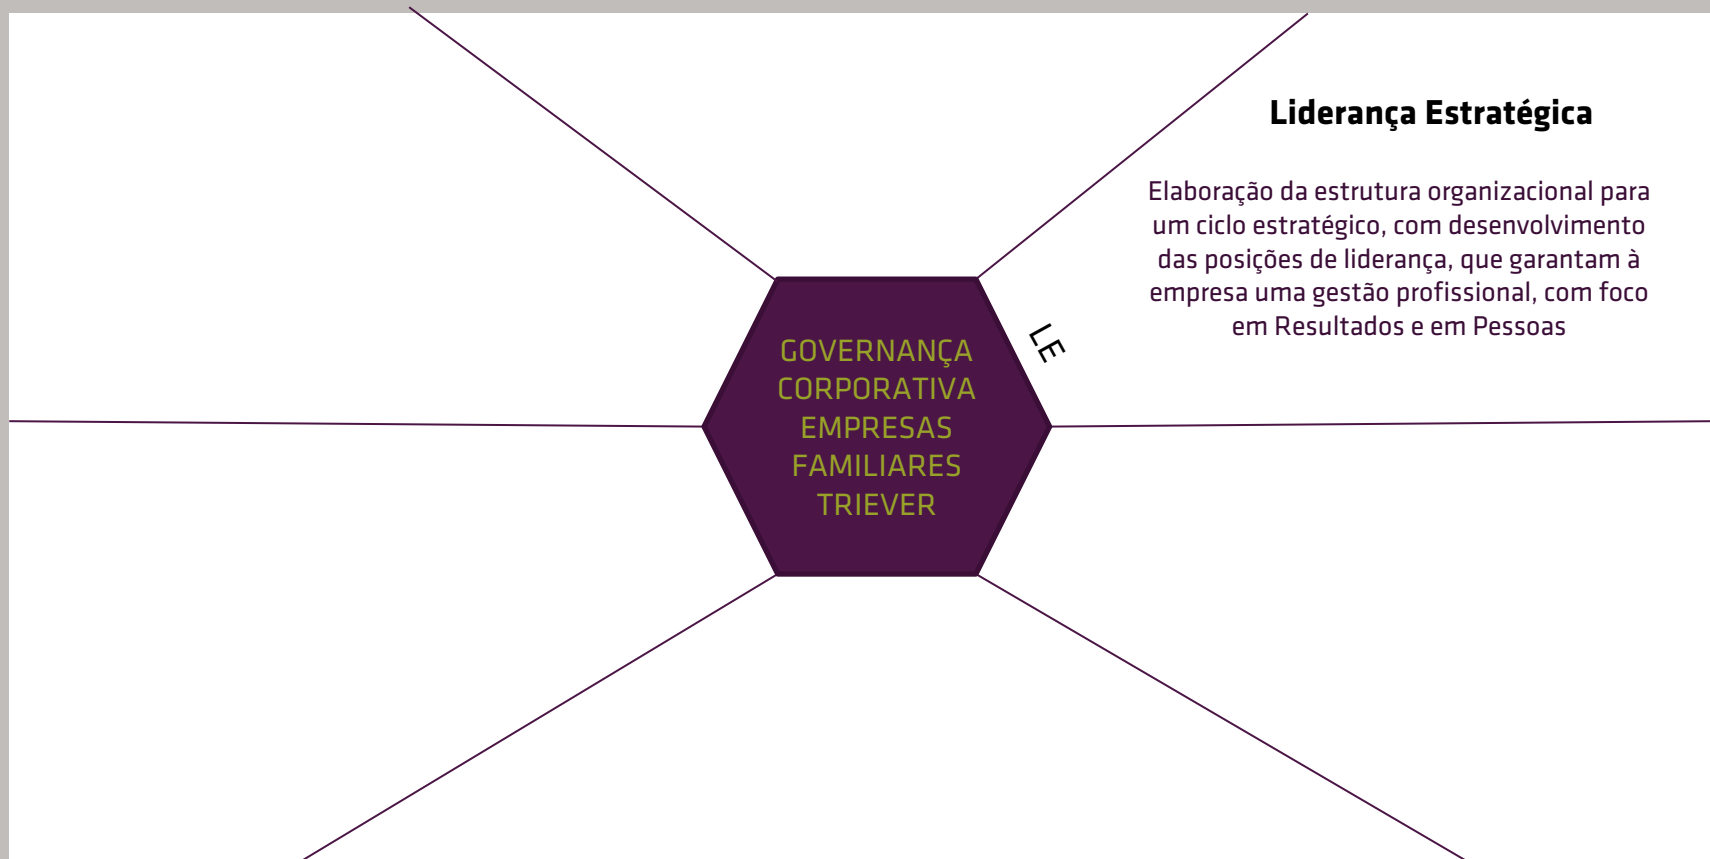 Liderança Estratégica
Elaboração da estrutura organizacional para
um ciclo estratégico, com desenvolvimento
das posições de liderança, que garantam à
empresa uma gestão profissional, com foco
em Resultados e em Pessoas
LE
GOVERNANÇA
CORPORATIVA
EMPRESAS
FAMILIARES
TRIEVER